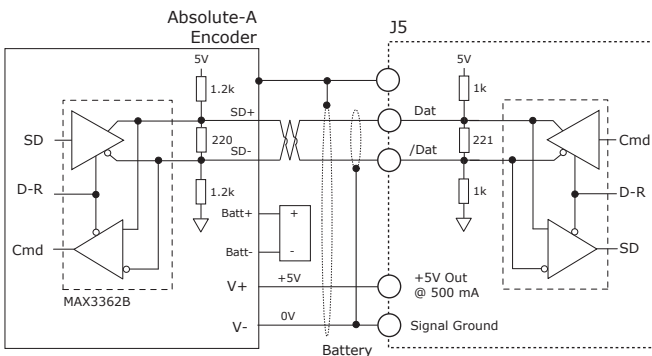 Absolute-A
Encoder
J5
5V
1.2k
SD+
220
SD-
1.2k
SD
D-R
Cmd
MAX3362B
Batt+
+
Batt-
-
V+
+5V
V-
0V
Battery
5V
1k
Dat
221
/Dat
1k
Cmd
D-R
SD
+5V Out
@ 500 mA
Signal Ground